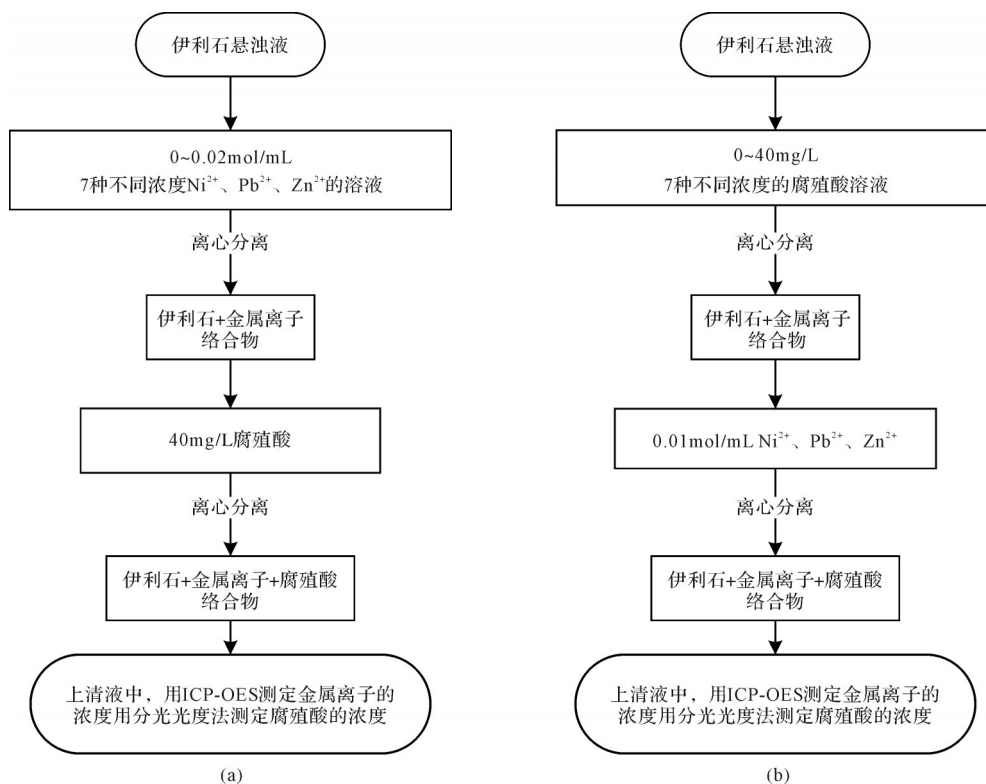 伊利石悬浊液
0~0.02mol/mL
7种不同浓度Ni²⁺、Pb²⁺、Zn²⁺的溶液
离心分离
伊利石+金属离子
络合物
40mg/L腐殖酸
离心分离
伊利石+金属离子+腐殖酸
络合物
上清液中，用ICP-OES测定金属离子的
浓度用分光光度法测定腐殖酸的浓度
(a)
伊利石悬浊液
0~40mg/L
7种不同浓度的腐殖酸溶液
离心分离
伊利石+金属离子
络合物
0.01mol/mL Ni²⁺、Pb²⁺、Zn²⁺
离心分离
伊利石+金属离子+腐殖酸
络合物
上清液中，用ICP-OES测定金属离子的
浓度用分光光度法测定腐殖酸的浓度
(b)